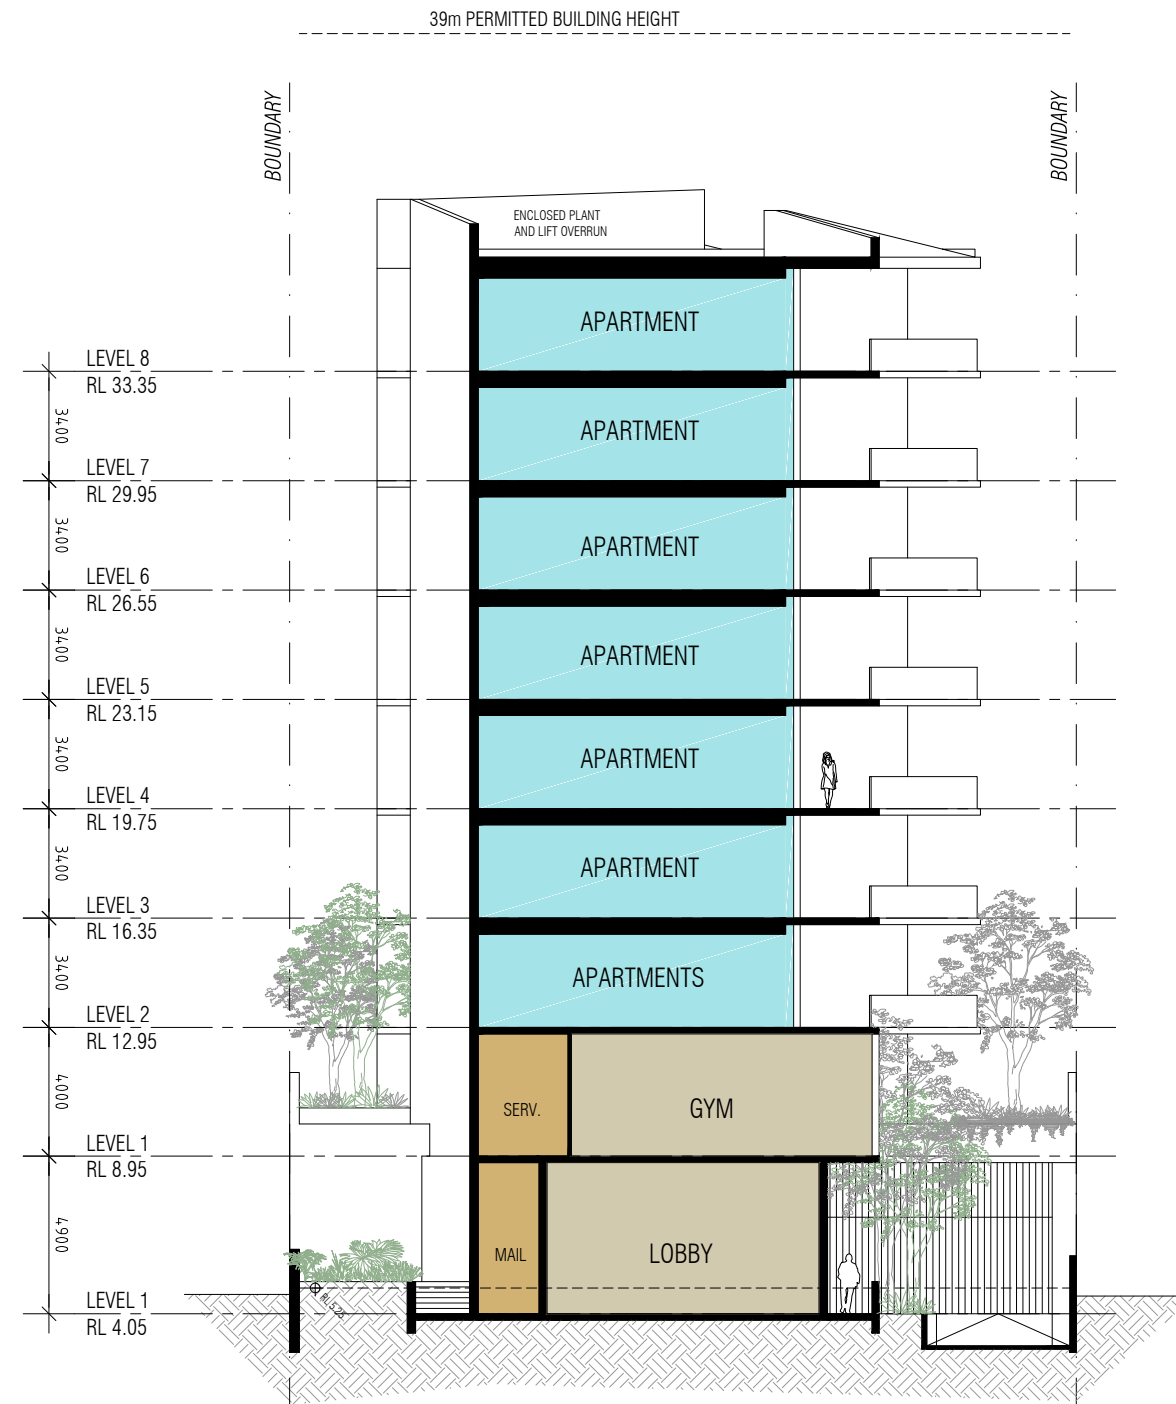 39m PERMITTED BUILDING HEIGHT
BOUNDARY
BOUNDARY
ENCLOSED PLANT
AND LIFT OVERRUN
APARTMENT
LEVEL 8
RL 33.35
3400
APARTMENT
LEVEL 7
RL 29.95
3400
APARTMENT
LEVEL 6
RL 26.55
3400
APARTMENT
LEVEL 5
RL 23.15
3400
APARTMENT
LEVEL 4
RL 19.75
3400
APARTMENT
LEVEL 3
RL 16.35
3400
APARTMENTS
LEVEL 2
RL 12.95
4000
SERV.
GYM
LEVEL 1
RL 8.95
4900
MAIL
LOBBY
RL5.25
LEVEL 1
RL 4.05